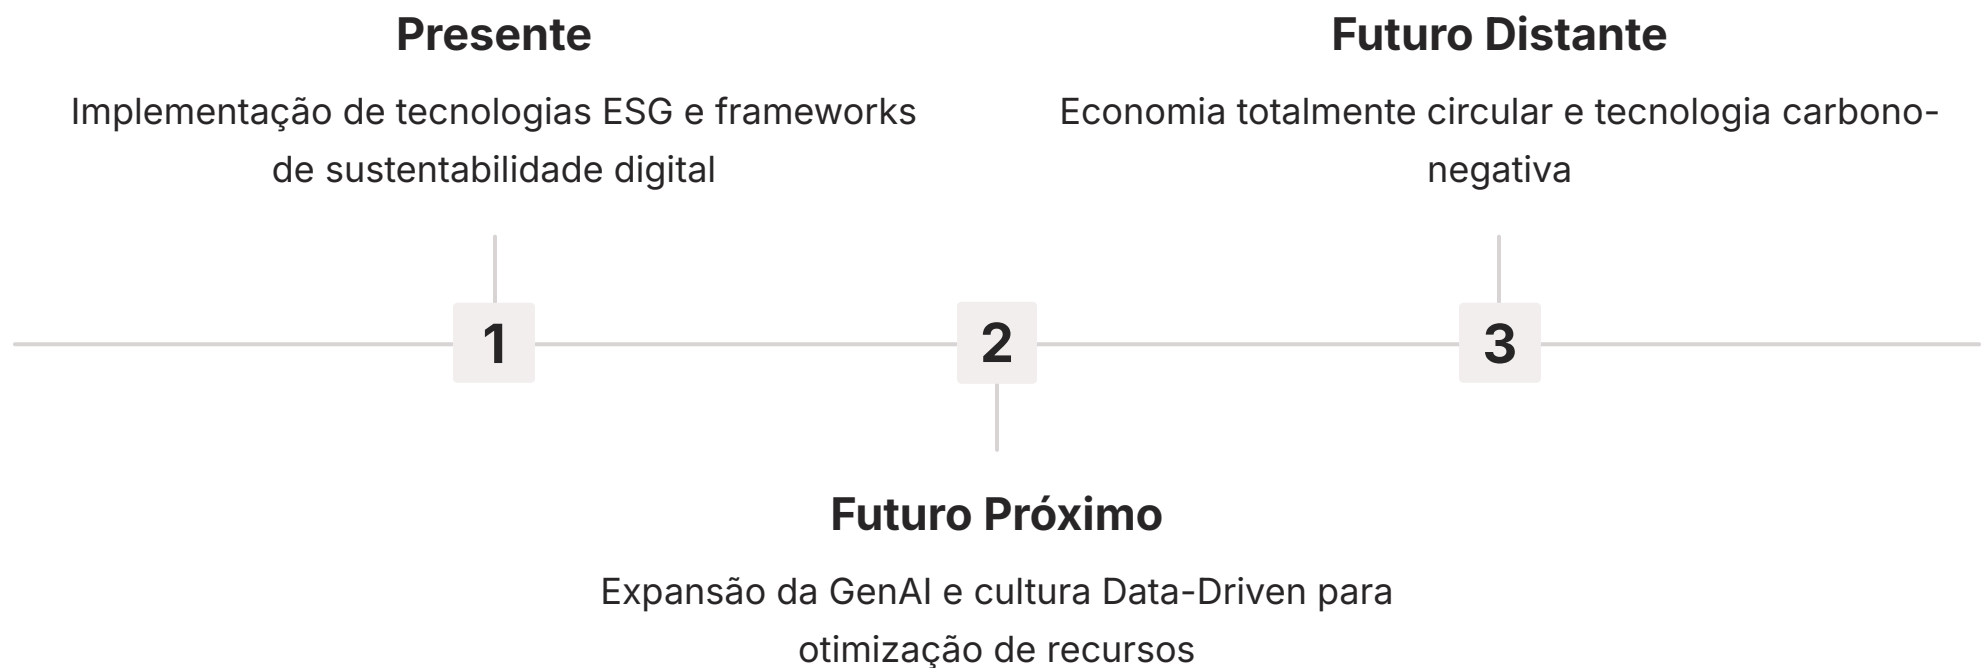 Presente
Implementação de tecnologias ESG e frameworks
de sustentabilidade digital
Futuro Distante
Economia totalmente circular e tecnologia carbono-
negativa
1
2
3
Futuro Próximo
Expansão da GenAI e cultura Data-Driven para
otimização de recursos